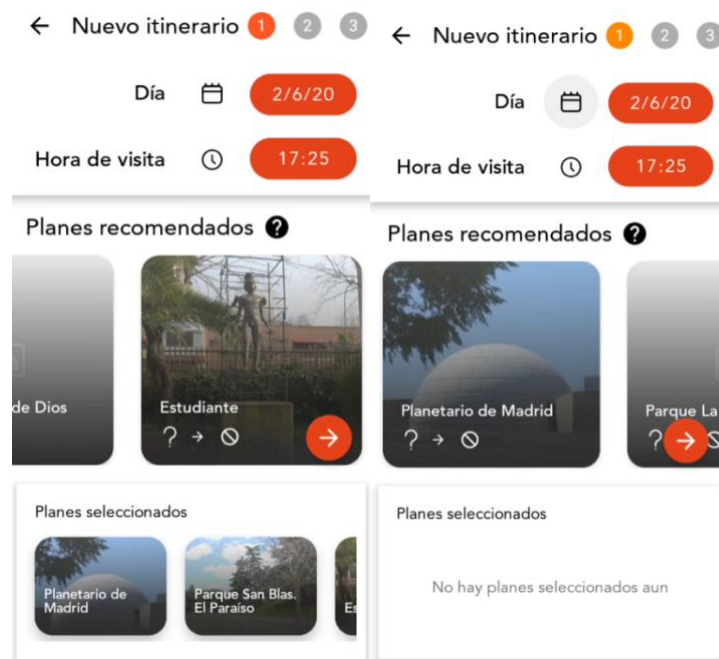 Nuevo itinerario 1 2 3
Día 2/6/20
Hora de visita 17:25
Planes recomendados ?
de Dios
Estudiante
? → 
Planes seleccionados
Planetario de
Madrid
Parque San Blas.
El Paraíso
Es
Nuevo itinerario 1 2 3
Día 2/6/20
Hora de visita 17:25
Planes recomendados ?
Planetario de Madrid
? → 
Parque La
?
Planes seleccionados
No hay planes seleccionados aun